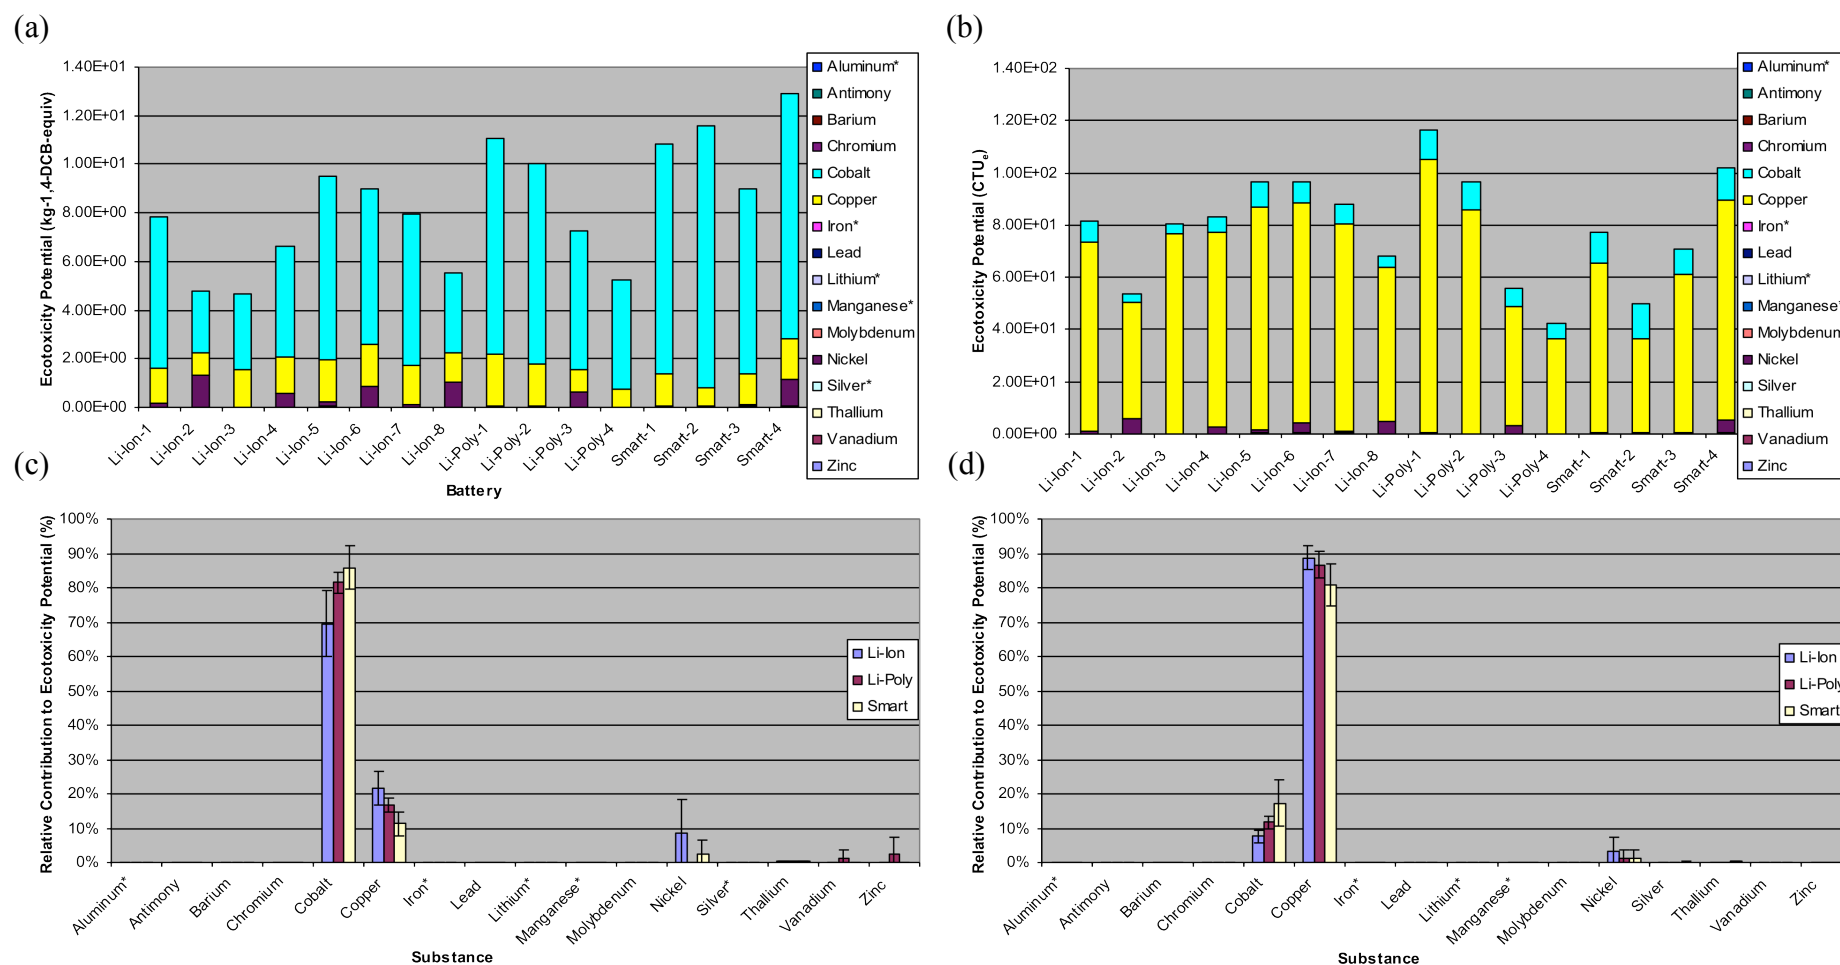 (a)
Ecotoxicity Potential (kg-1,4-DCB-equiv)
1.40E+01
1.20E+01
1.00E+01
8.00E+00
6.00E+00
4.00E+00
2.00E+00
0.00E+00
Li-Ion-1
Li-Ion-2
Li-Ion-3
Li-Ion-4
Li-Ion-5
Li-Ion-6
Li-Ion-7
Li-Ion-8
Li-Poly-1
Li-Poly-2
Li-Poly-3
Li-Poly-4
Smart-1
Smart-2
Smart-3
Smart-4
Battery
Aluminum*
Antimony
Barium
Chromium
Cobalt
Copper
Iron*
Lead
Lithium*
Manganese*
Molybdenum
Nickel
Silver*
Thallium
Vanadium
Zinc
(b)
Ecotoxicity Potential (CTUe)
1.40E+02
1.20E+02
1.00E+02
8.00E+01
6.00E+01
4.00E+01
2.00E+01
0.00E+00
Li-Ion-1
Li-Ion-2
Li-Ion-3
Li-Ion-4
Li-Ion-5
Li-Ion-6
Li-Ion-7
Li-Ion-8
Li-Poly-1
Li-Poly-2
Li-Poly-3
Li-Poly-4
Smart-1
Smart-2
Smart-3
Smart-4
Aluminum*
Antimony
Barium
Chromium
Cobalt
Copper
Iron*
Lead
Lithium*
Manganese*
Molybdenum
Nickel
Silver
Thallium
Vanadium
Zinc
(c)
Relative Contribution to Ecotoxicity Potential (%)
100%
90%
80%
70%
60%
50%
40%
30%
20%
10%
0%
Aluminum*
Antimony
Barium
Chromium
Cobalt
Copper
Iron*
Lead
Lithium*
Manganese*
Molybdenum
Nickel
Silver*
Thallium
Vanadium
Zinc
Substance
Li-Ion
Li-Poly
Smart
(d)
Relative Contribution to Ecotoxicity Potential (%)
100%
90%
80%
70%
60%
50%
40%
30%
20%
10%
0%
Aluminum*
Antimony
Barium
Chromium
Cobalt
Copper
Iron*
Lead
Lithium*
Manganese*
Molybdenum
Nickel
Silver
Thallium
Vanadium
Zinc
Substance
Li-Ion
Li-Poly
Smart